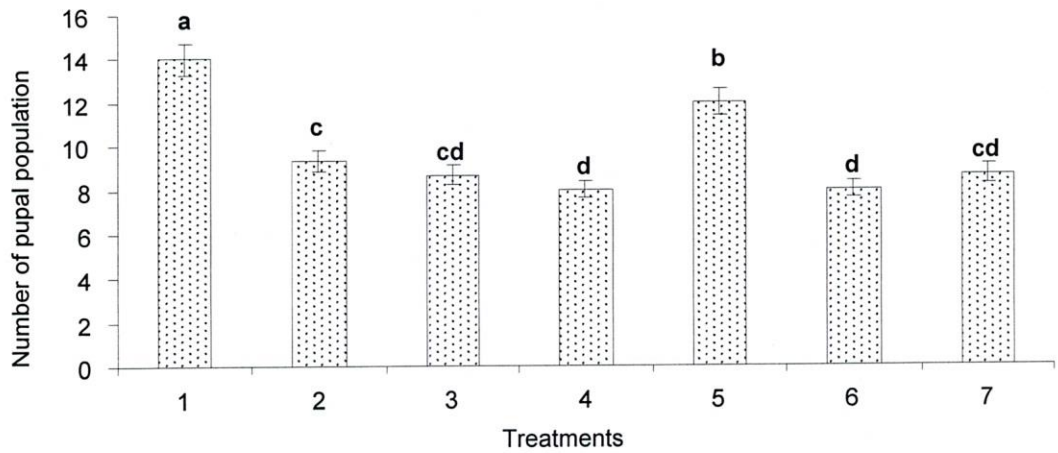 Number of pupal population
16
14
12
10
8
6
4
2
0
a
c
cd
d
b
d
cd
1 2 3 4 5 6 7
Treatments